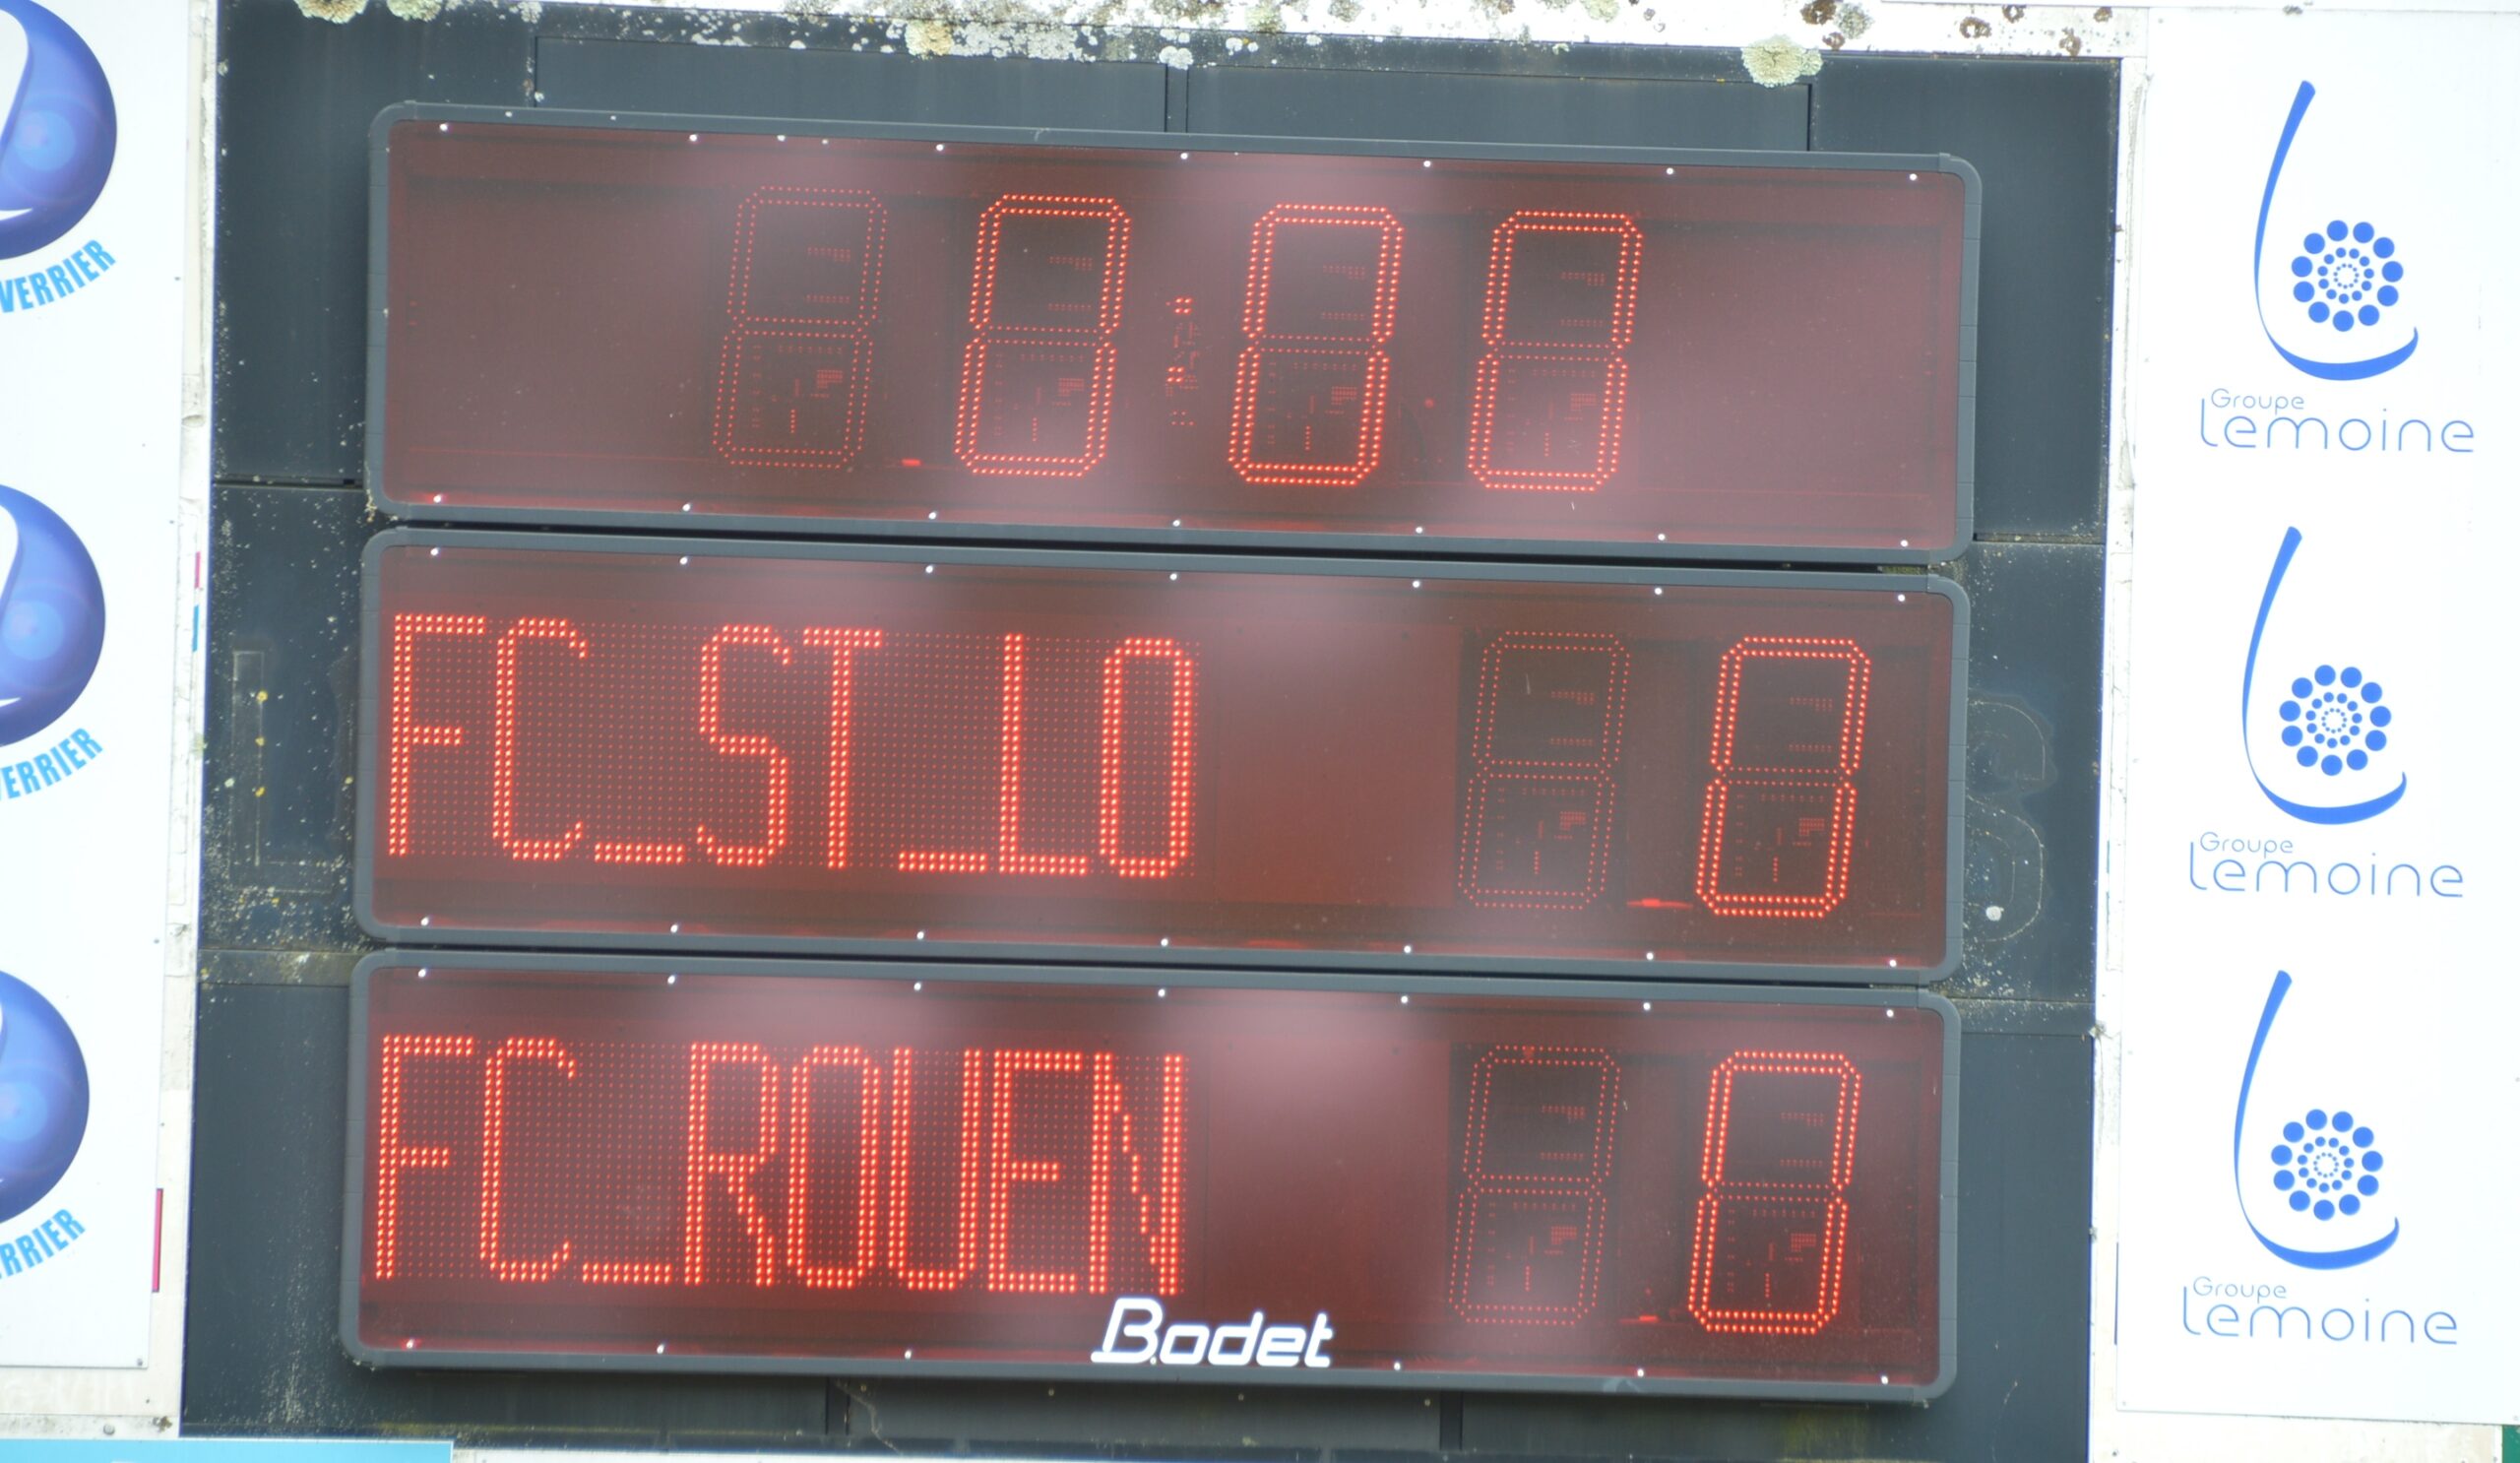 VERRIER
0:00
Groupe
Lemoine
FC_ST_LO 0
VERRIER
Groupe
Lemoine
FC_ROUEN 0
RRIER
Groupe
Lemoine
Bodet